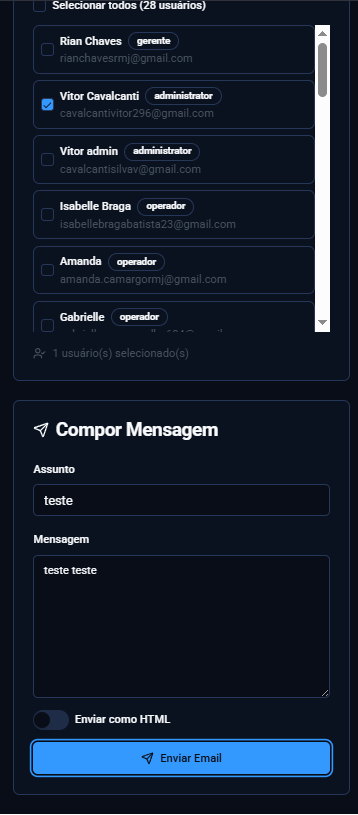 Selecionar todos (28 usuários)
Rian Chaves gerente
rianchavesrmj@gmail.com
Vitor Cavalcanti administrator
cavalcantivitor296@gmail.com
Vitor admin administrator
cavalcantisilvav@gmail.com
Isabelle Braga operador
isabellebragabatista23@gmail.com
Amanda operador
amanda.camargormj@gmail.com
Gabrielle operador
1 usuário(s) selecionado(s)
Compor Mensagem
Assunto
teste
Mensagem
teste teste
Enviar como HTML
Enviar Email